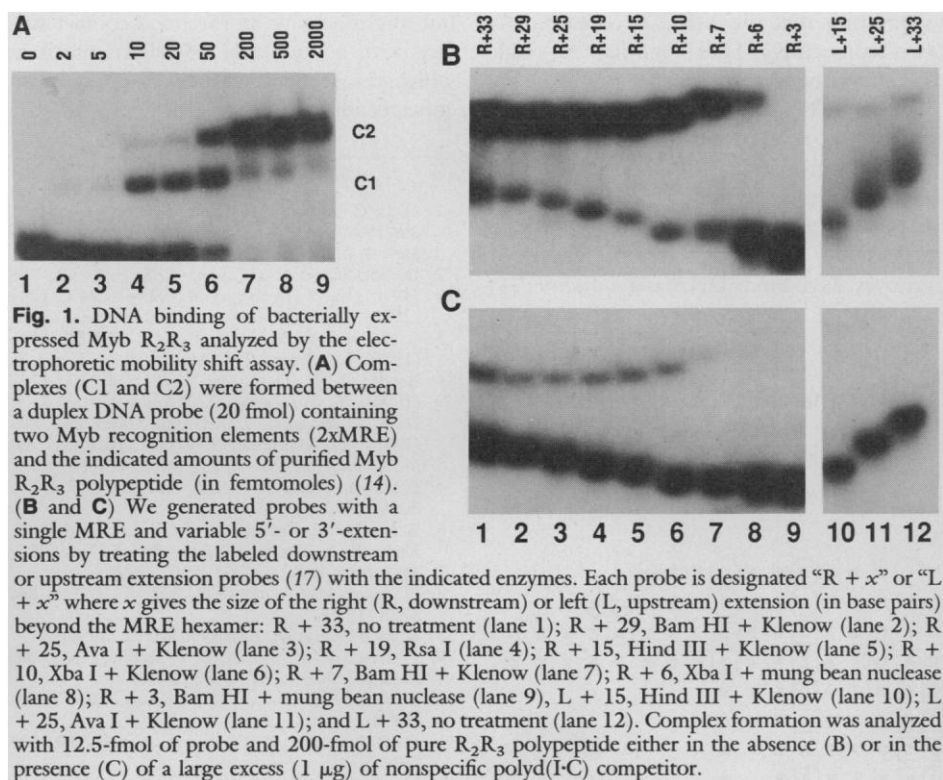 A
0 2 5 10 20 50 200 500 2000
C2
C1
1 2 3 4 5 6 7 8 9
B
R+33 R+29 R+25 R+19 R+15 R+10 R+7 R+6 R+3 L+15 L+25 L+33
C
1 2 3 4 5 6 7 8 9 10 11 12
Fig. 1. DNA binding of bacterially ex-
pressed Myb R₂R₃ analyzed by the elec-
trophoretic mobility shift assay. (A) Com-
plexes (C1 and C2) were formed between
a duplex DNA probe (20 fmol) containing
two Myb recognition elements (2xMRE)
and the indicated amounts of purified Myb
R₂R₃ polypeptide (in femtomoles) (14).
(B and C) We generated probes with a
single MRE and variable 5′- or 3′-exten-
sions by treating the labeled downstream
or upstream extension probes (17) with the indicated enzymes. Each probe is designated “R + x” or “L
+ x” where x gives the size of the right (R, downstream) or left (L, upstream) extension (in base pairs)
beyond the MRE hexamer: R + 33, no treatment (lane 1); R + 29, Bam HI + Klenow (lane 2); R
+ 25, Ava I + Klenow (lane 3); R + 19, Rsa I (lane 4); R + 15, Hind III + Klenow (lane 5); R +
10, Xba I + Klenow (lane 6); R + 7, Bam HI + Klenow (lane 7); R + 6, Xba I + mung bean nuclease
(lane 8); R + 3, Bam HI + mung bean nuclease (lane 9), L + 15, Hind III + Klenow (lane 10); L
+ 25, Ava I + Klenow (lane 11); and L + 33, no treatment (lane 12). Complex formation was analyzed
with 12.5-fmol of probe and 200-fmol of pure R₂R₃ polypeptide either in the absence (B) or in the
presence (C) of a large excess (1 μg) of nonspecific polyd(I·C) competitor.